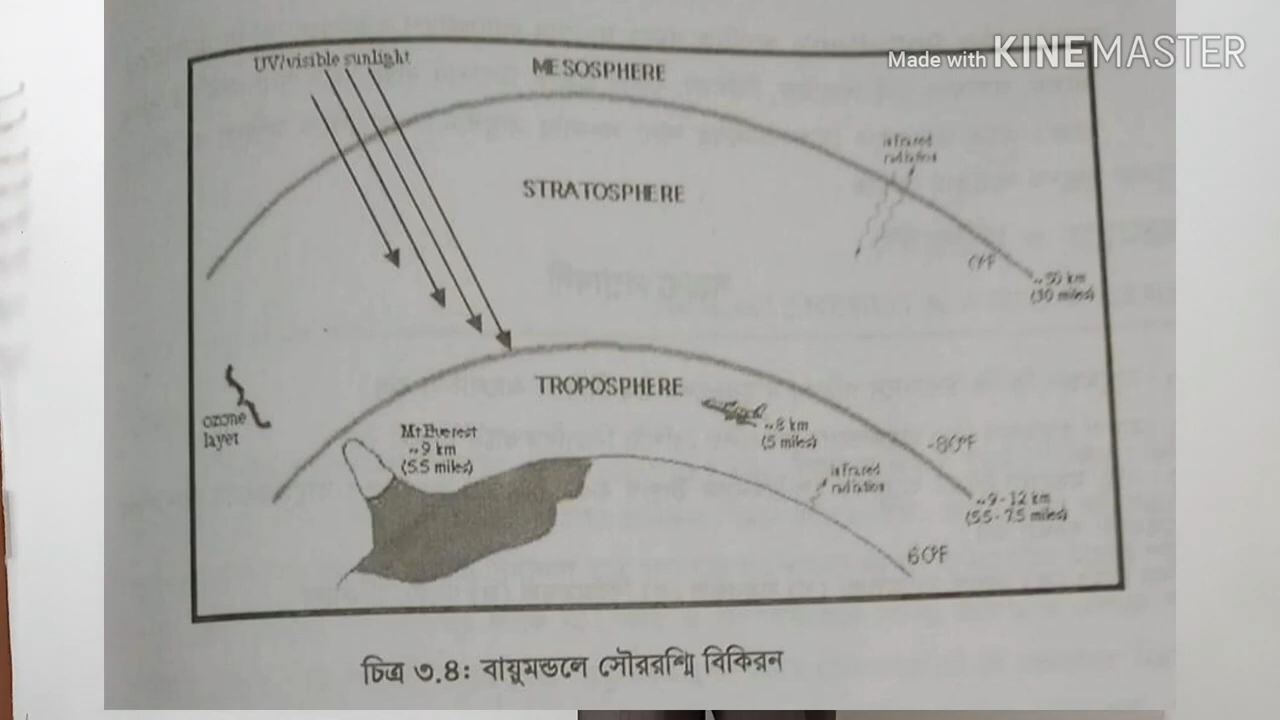 UV/visible sunlight
MESOSPHERE
Made with KINEMASTER
infrared
radiation
STRATOSPHERE
0°F
~50 km
(30 miles)
TROPOSPHERE
ozone
layer
Mt Everest
~9 km
(5.5 miles)
~8 km
(5 miles)
-80°F
infrared
radiation
~9-12 km
(5.5-7.5 miles)
60°F
চিত্র ৩.৪: বায়ুমন্ডলে সৌররশ্মি বিকিরন